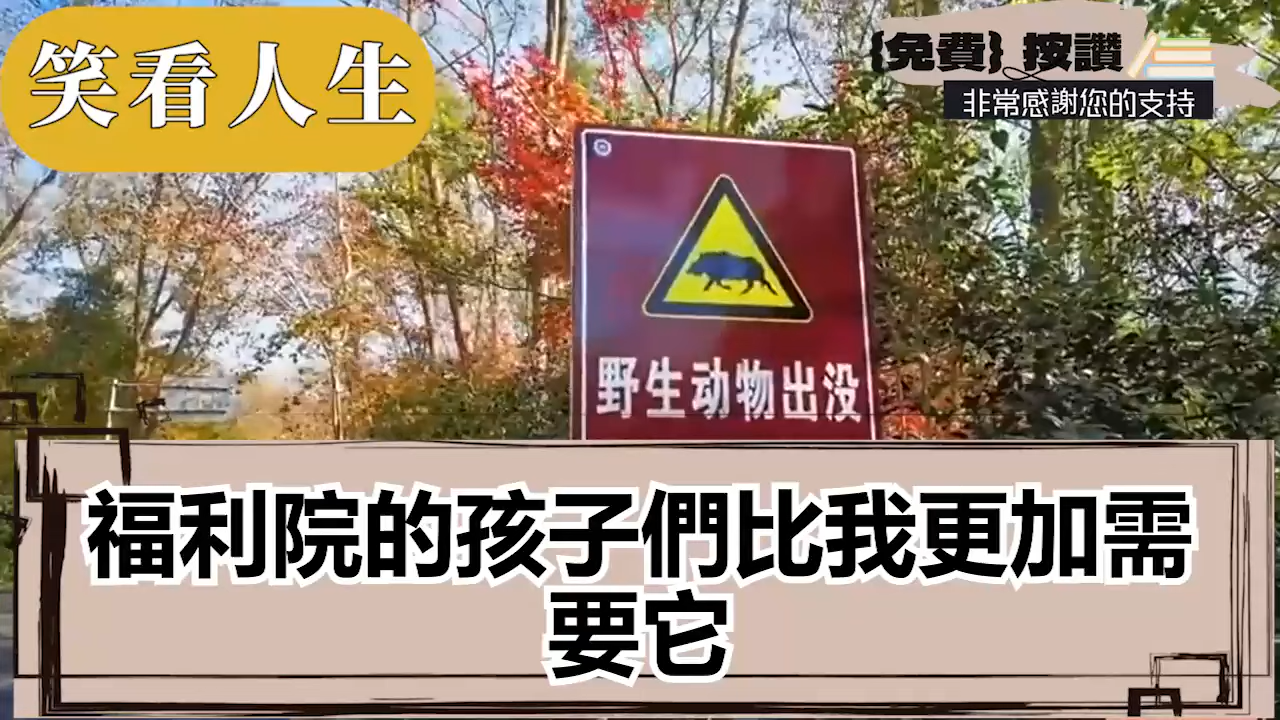 笑看人生
{免費} 按讚
非常感謝您的支持
野生动物出没
福利院的孩子們比我更加需
要它